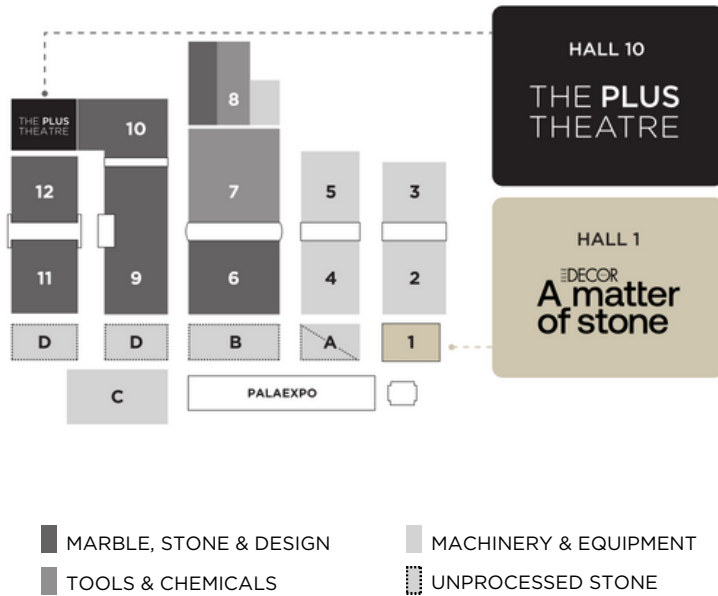 HALL 10
THE PLUS
THEATRE
THE PLUS
THEATRE
10
8
12
7
5
3
HALL 1
DECOR
A matter
of stone
11
9
6
4
2
D
D
B
A
1
C
PALAEXPO
MARBLE, STONE & DESIGN
MACHINERY & EQUIPMENT
TOOLS & CHEMICALS
UNPROCESSED STONE